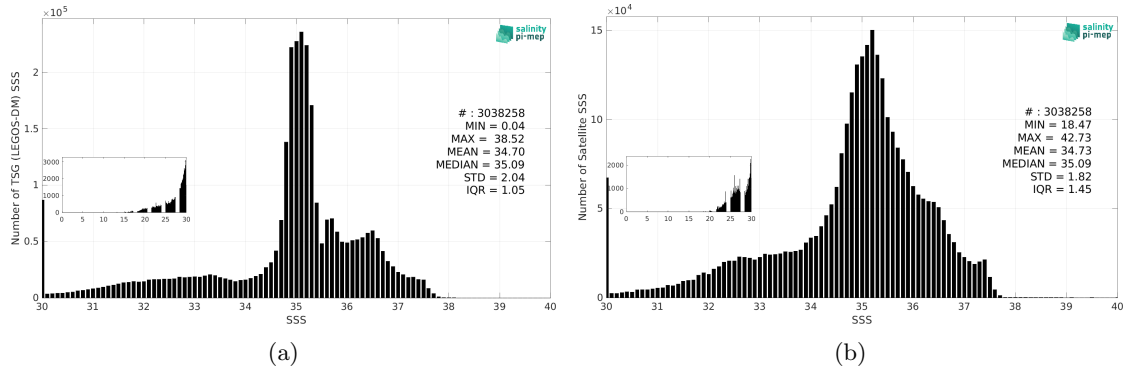 ×10⁵
salinity
pi-mep
Number of TSG (LEGOS-DM) SSS
2
1.5
1
0.5
0
# : 3038258
MIN = 0.04
MAX = 38.52
MEAN = 34.70
MEDIAN = 35.09
STD = 2.04
IQR = 1.05
3000
2000
1000
0
0 5 10 15 20 25 30
30 31 32 33 34 35 36 37 38 39 40
SSS
(a)
×10⁴
salinity
pi-mep
Number of Satellite SSS
15
10
5
0
# : 3038258
MIN = 18.47
MAX = 42.73
MEAN = 34.73
MEDIAN = 35.09
STD = 1.82
IQR = 1.45
2000
1000
0
0 5 10 15 20 25 30
30 31 32 33 34 35 36 37 38 39 40
SSS
(b)